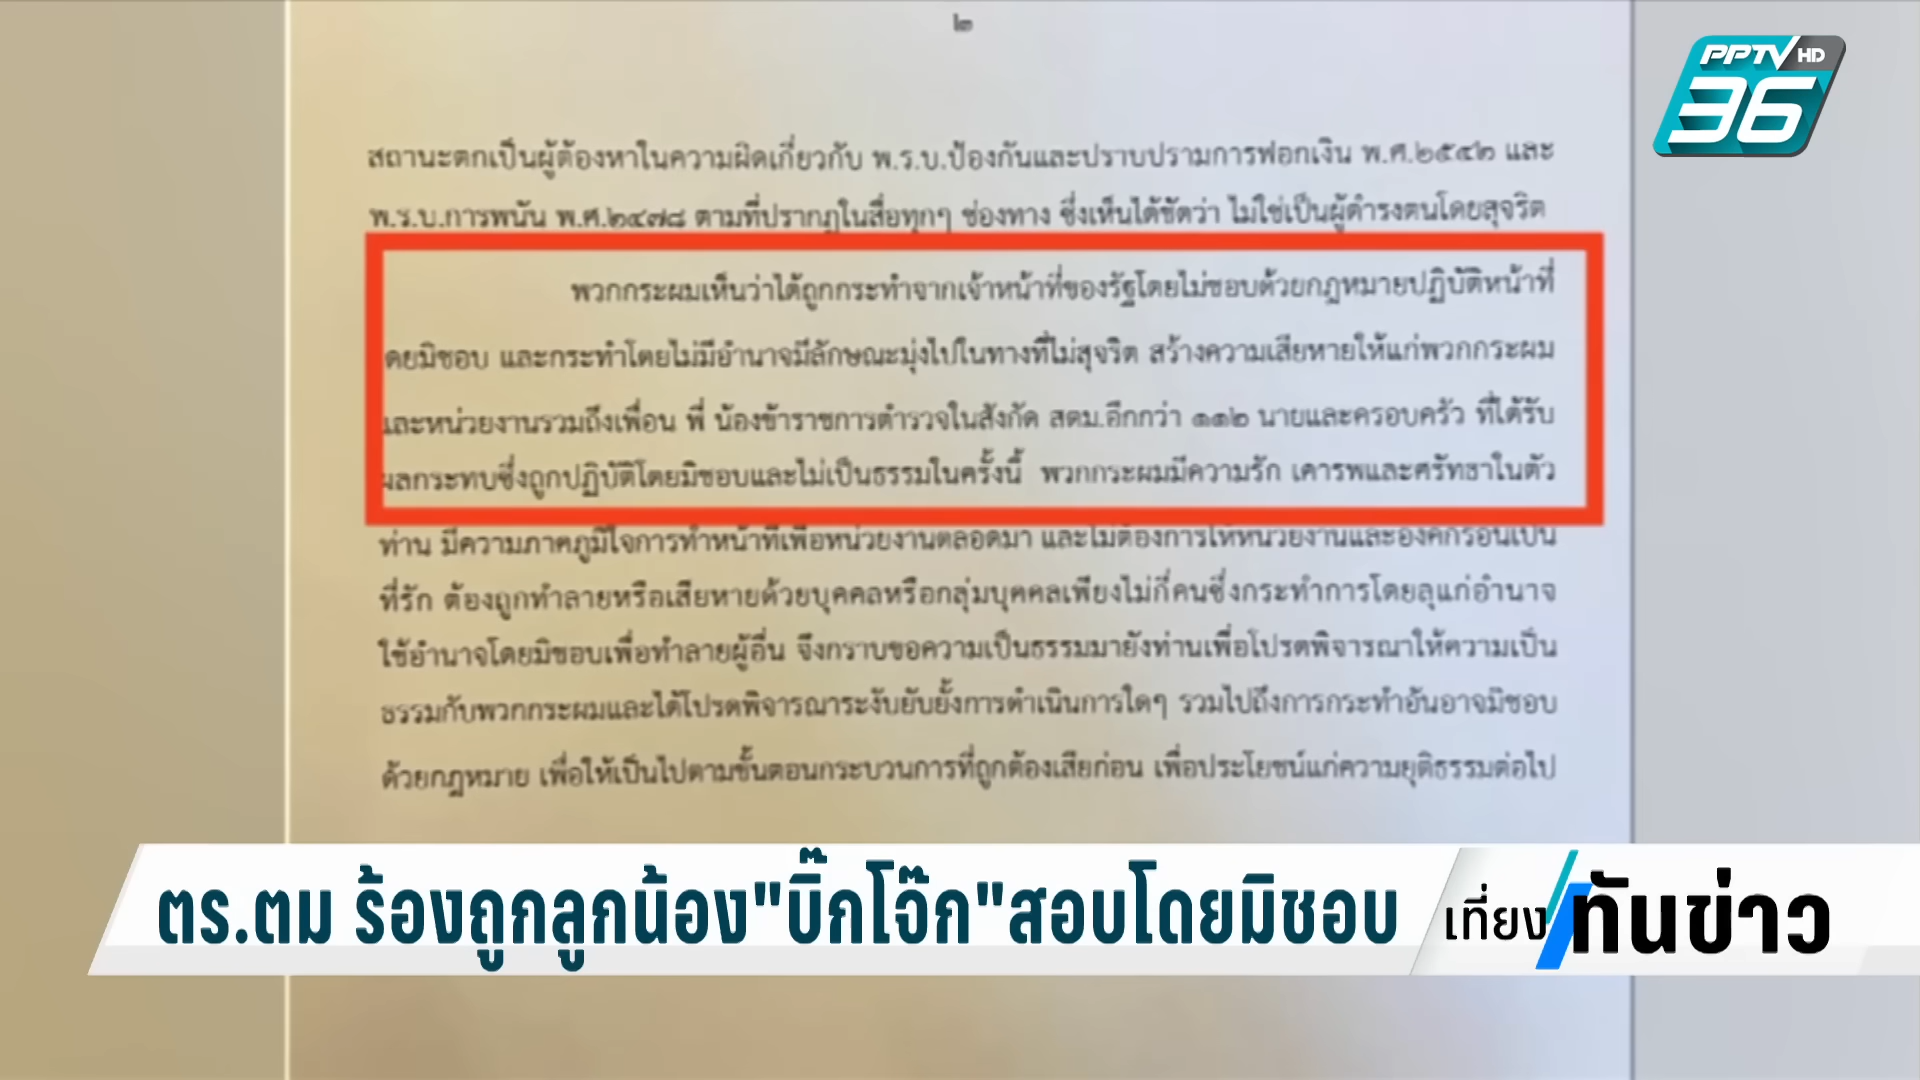 ๒
PPTV HD
36
สถานะตกเป็นผู้ต้องหาในความผิดเกี่ยวกับ พ.ร.บ.ป้องกันและปราบปรามการฟอกเงิน พ.ศ.๒๕๔๒ และ
พ.ร.บ.การพนัน พ.ศ.๒๔๗๘ ตามที่ปรากฏในสื่อทุกๆ ช่องทาง ซึ่งเห็นได้ชัดว่า ไม่ใช่เป็นผู้ดำรงตนโดยสุจริต
พวกกระผมเห็นว่าได้ถูกกระทำจากเจ้าหน้าที่ของรัฐโดยไม่ชอบด้วยกฎหมายปฏิบัติหน้าที่
ดยมิชอบ และกระทำโดยไม่มีอำนาจมีลักษณะมุ่งไปในทางที่ไม่สุจริต สร้างความเสียหายให้แก่พวกกระผม
และหน่วยงานรวมถึงเพื่อน พี่ น้องข้าราชการตำรวจในสังกัด สตม.อีกกว่า ๑๑๒ นายและครอบครัว ที่ได้รับ
ผลกระทบซึ่งถูกปฏิบัติโดยมิชอบและไม่เป็นธรรมในครั้งนี้ พวกกระผมมีความรัก เคารพและศรัทธาในตัว
ท่าน มีความภาคภูมิใจการทำหน้าที่เพื่อหน่วยงานตลอดมา และไม่ต้องการให้หน่วยงานและองค์กรอันเป็น
ที่รัก ต้องถูกทำลายหรือเสียหายด้วยบุคคลหรือกลุ่มบุคคลเพียงไม่กี่คนซึ่งกระทำการโดยลุแก่อำนาจ
ใช้อำนาจโดยมิชอบเพื่อทำลายผู้อื่น จึงกราบขอความเป็นธรรมมายังท่านเพื่อโปรดพิจารณาให้ความเป็น
ธรรมกับพวกกระผมและได้โปรดพิจารณาระงับยับยั้งการดำเนินการใดๆ รวมไปถึงการกระทำอันอาจมิชอบ
ด้วยกฎหมาย เพื่อให้เป็นไปตามขั้นตอนกระบวนการที่ถูกต้องเสียก่อน เพื่อประโยชน์แก่ความยุติธรรมต่อไป
ตร.ตม ร้องถูกลูกน้อง"บิ๊กโจ๊ก"สอบโดยมิชอบ
เที่ยงทันข่าว